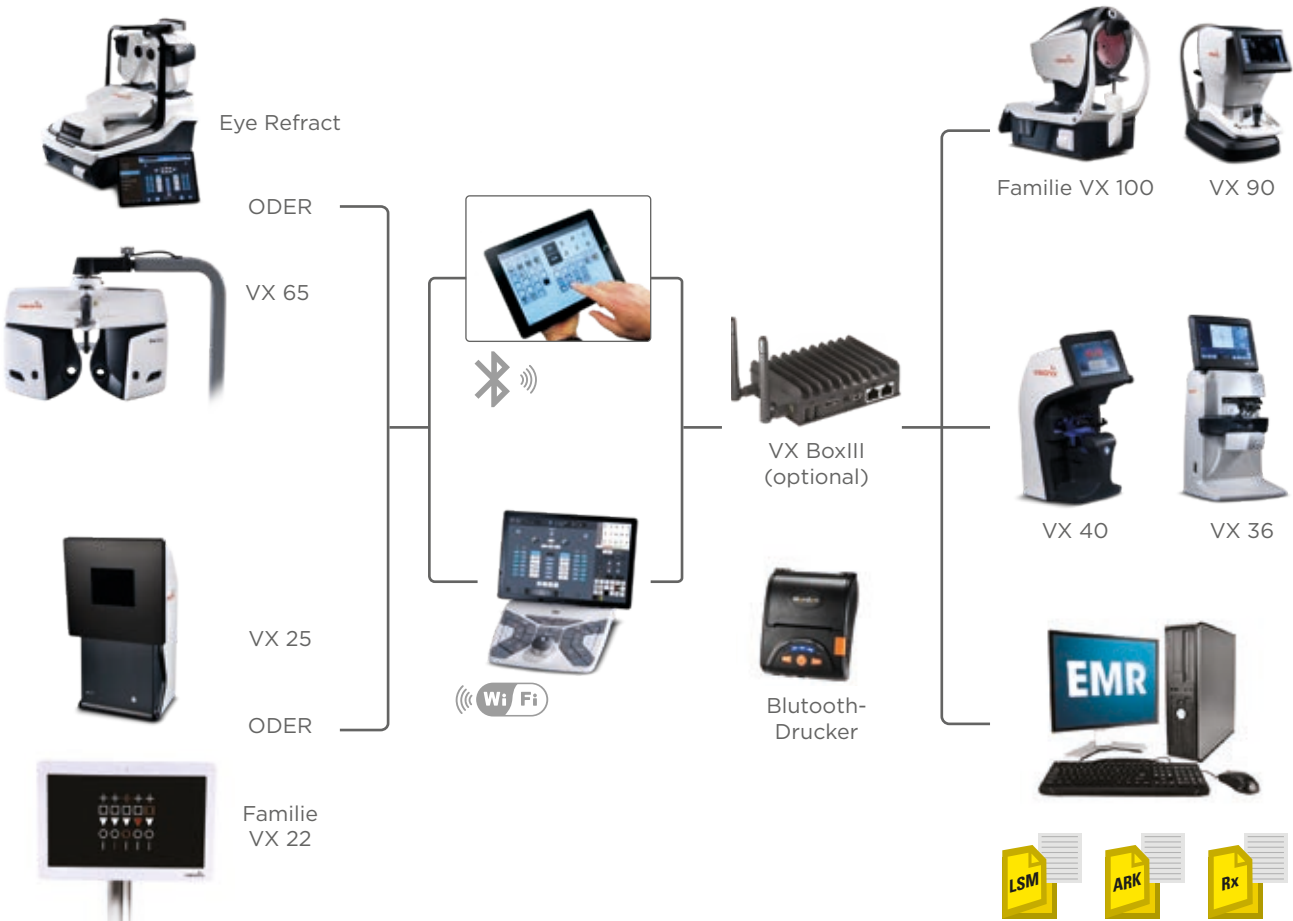 Eye Refract
ODER
VX 65
VX 25
ODER
Familie
VX 22
Wi Fi
VX BoxIII
(optional)
Blutooth-
Drucker
Familie VX 100
VX 90
VX 40
VX 36
EMR
LSM
ARK
Rx